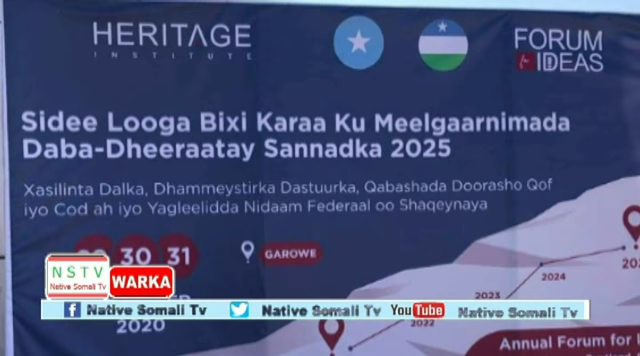 HERITAGE
INSTITUTE
FORUM
for IDEAS
Sidee Looga Bixi Karaa Ku Meelgaarnimada
Daba-Dheeraatay Sannadka 2025
Xasilinta Dalka, Dhammeystirka Dastuurka, Qabashada Doorasho Qof
iyo Cod ah iyo Yagleelidda Nidaam Federaal oo Shaqeynaya
30 31
GAROWE
2020
2022
2023
2024
Annual Forum for
NSTV
Native Somali Tv
WARKA
Native Somali Tv
Native Somali Tv
YouTube
Native Somali Tv